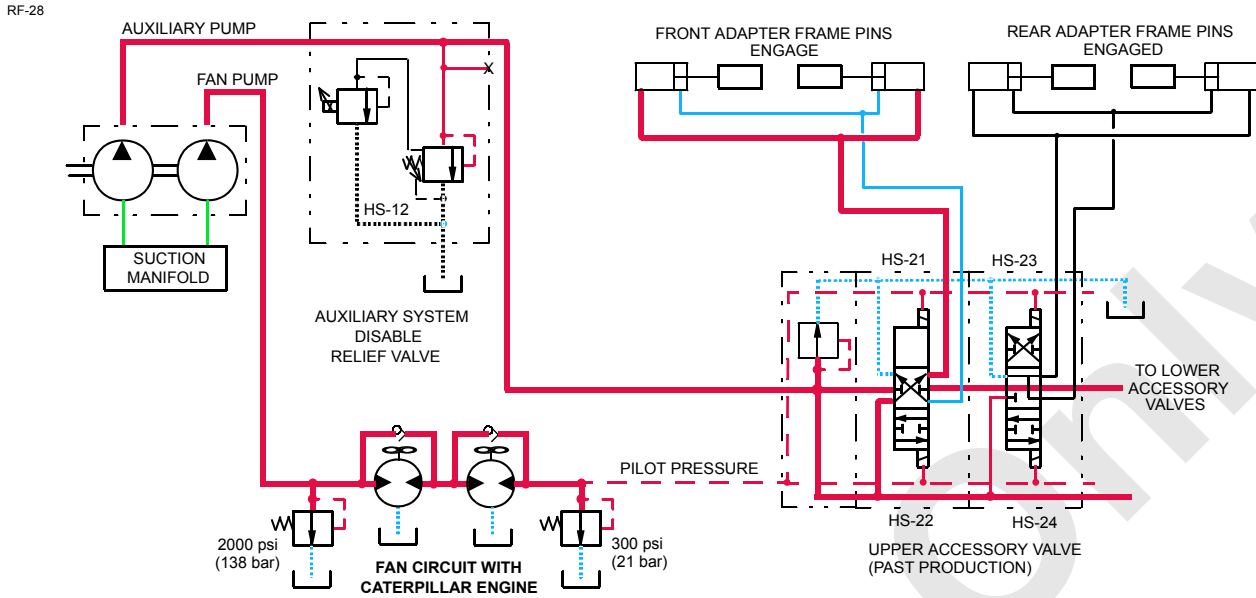 RF-28
AUXILIARY PUMP
FAN PUMP
FRONT ADAPTER FRAME PINS
ENGAGE
REAR ADAPTER FRAME PINS
ENGAGED
X
HS-12
SUCTION
MANIFOLD
AUXILIARY SYSTEM
DISABLE
RELIEF VALVE
HS-21
HS-23
TO LOWER
ACCESSORY
VALVES
PILOT PRESSURE
HS-22
HS-24
2000 psi
(138 bar)
FAN CIRCUIT WITH
CATERPILLAR ENGINE
300 psi
(21 bar)
UPPER ACCESSORY VALVE
(PAST PRODUCTION)
only